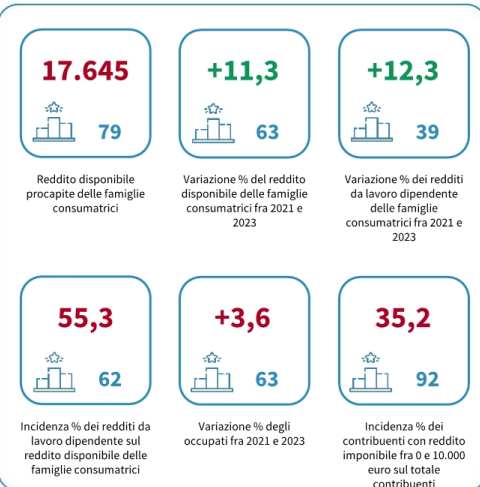 17.645
79
Reddito disponibile
procapite delle famiglie
consumatrici
+11,3
63
Variazione % del reddito
disponibile delle famiglie
consumatrici fra 2021 e
2023
+12,3
39
Variazione % dei redditi
da lavoro dipendente
delle famiglie
consumatrici fra 2021 e
2023
55,3
62
Incidenza % dei redditi da
lavoro dipendente sul
reddito disponibile delle
famiglie consumatrici
+3,6
63
Variazione % degli
occupati fra 2021 e 2023
35,2
92
Incidenza % dei
contribuenti con reddito
imponibile fra 0 e 10.000
euro sul totale
contribuenti